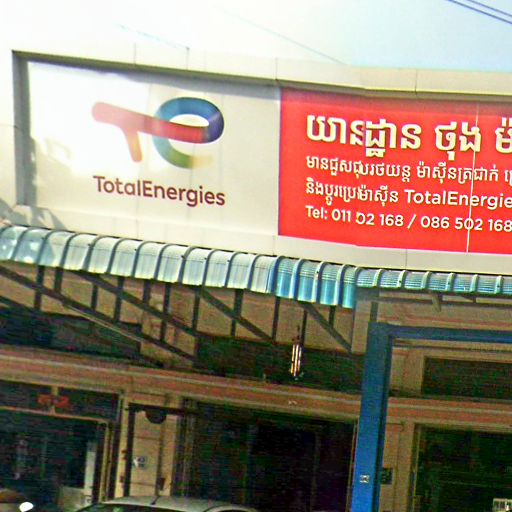 TotalEnergies
យានដ្ឋាន ថុង
មានជួសជុលរថយន្ត ម៉ាស៊ីនត្រជាក់
និងប្តូរប្រេងម៉ាស៊ីន TotalEnergie
Tel: 011 02 168 / 086 502 168